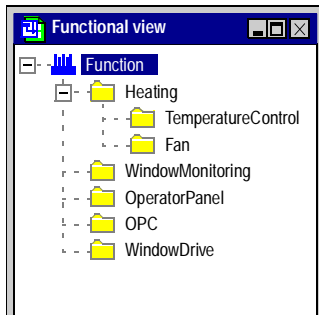 Functional view
Function
Heating
TemperatureControl
Fan
WindowMonitoring
OperatorPanel
OPC
WindowDrive